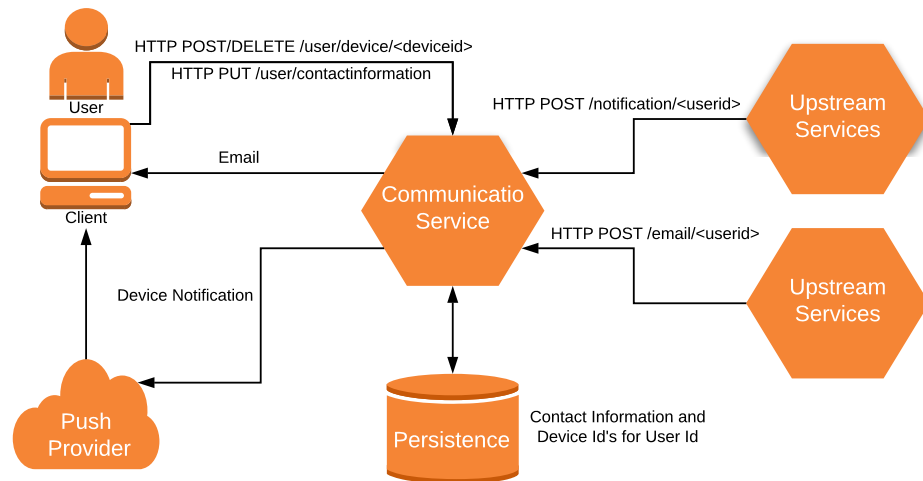 HTTP POST/DELETE /user/device/<deviceid>
HTTP PUT /user/contactinformation
User
HTTP POST /notification/<userid>
Upstream
Services
Email
Communicatio
Service
Client
HTTP POST /email/<userid>
Upstream
Services
Device Notification
Push
Provider
Persistence
Contact Information and
Device Id's for User Id